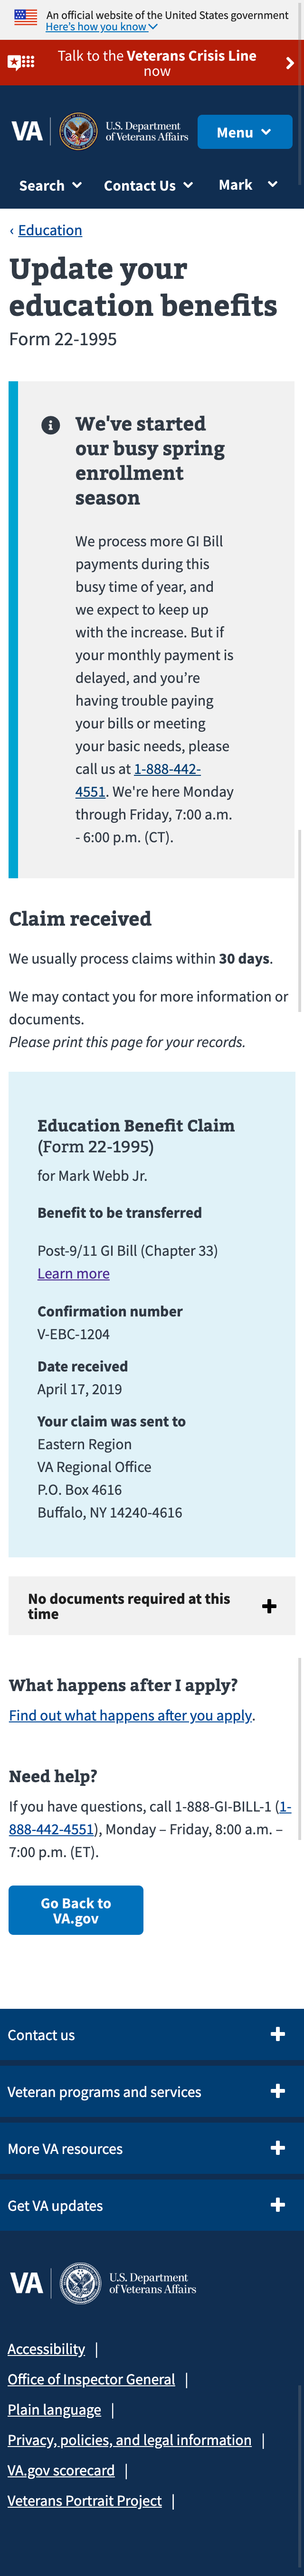 An official website of the United States government
Here's how you know
Talk to the Veterans Crisis Line
now
VA
U.S. Department
of Veterans Affairs
Menu
Search
Contact Us
Mark
‹ Education
Update your
education benefits
Form 22-1995
We've started
our busy spring
enrollment
season
We process more GI Bill
payments during this
busy time of year, and
we expect to keep up
with the increase. But if
your monthly payment is
delayed, and you're
having trouble paying
your bills or meeting
your basic needs, please
call us at 1-888-442-
4551. We're here Monday
through Friday, 7:00 a.m.
- 6:00 p.m. (CT).
Claim received
We usually process claims within 30 days.
We may contact you for more information or
documents.
Please print this page for your records.
Education Benefit Claim
(Form 22-1995)
for Mark Webb Jr.
Benefit to be transferred
Post-9/11 GI Bill (Chapter 33)
Learn more
Confirmation number
V-EBC-1204
Date received
April 17, 2019
Your claim was sent to
Eastern Region
VA Regional Office
P.O. Box 4616
Buffalo, NY 14240-4616
No documents required at this
time
What happens after I apply?
Find out what happens after you apply.
Need help?
If you have questions, call 1-888-GI-BILL-1 (1-
888-442-4551), Monday – Friday, 8:00 a.m. –
7:00 p.m. (ET).
Go Back to
VA.gov
Contact us
Veteran programs and services
More VA resources
Get VA updates
VA
U.S. Department
of Veterans Affairs
Accessibility |
Office of Inspector General |
Plain language |
Privacy, policies, and legal information |
VA.gov scorecard |
Veterans Portrait Project |